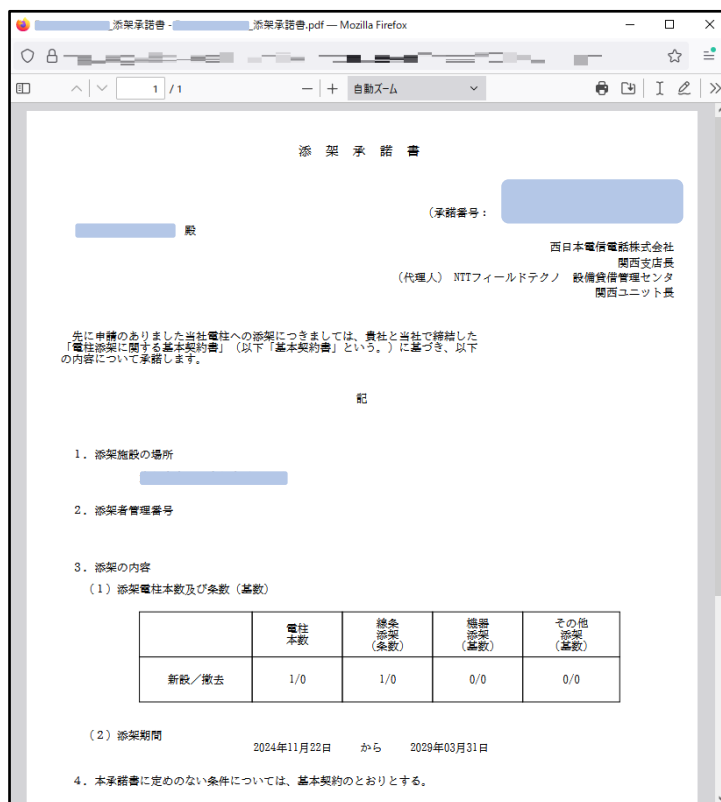 _添架承諾書 - _添架承諾書.pdf — Mozilla Firefox
1 /1
自動ズーム
添 架 承 諾 書
（承諾番号：
殿
西日本電信電話株式会社
関西支店長
（代理人） NTTフィールドテクノ 設備貸借管理センタ
関西ユニット長
先に申請のありました当社電柱への添架につきましては、貴社と当社で締結した
「電柱添架に関する基本契約書」（以下「基本契約書」という。）に基づき、以下
の内容について承諾します。
記
１．添架施設の場所
２．添架者管理番号
３．添架の内容
（１）添架電柱本数及び条数（基数）
電柱
本数
線条
添架
（条数）
機器
添架
（基数）
その他
添架
（基数）
新設／撤去 1/0 1/0 0/0 0/0
（２）添架期間
2024年11月22日 から 2029年03月31日
４．本承諾書に定めのない条件については、基本契約のとおりとする。